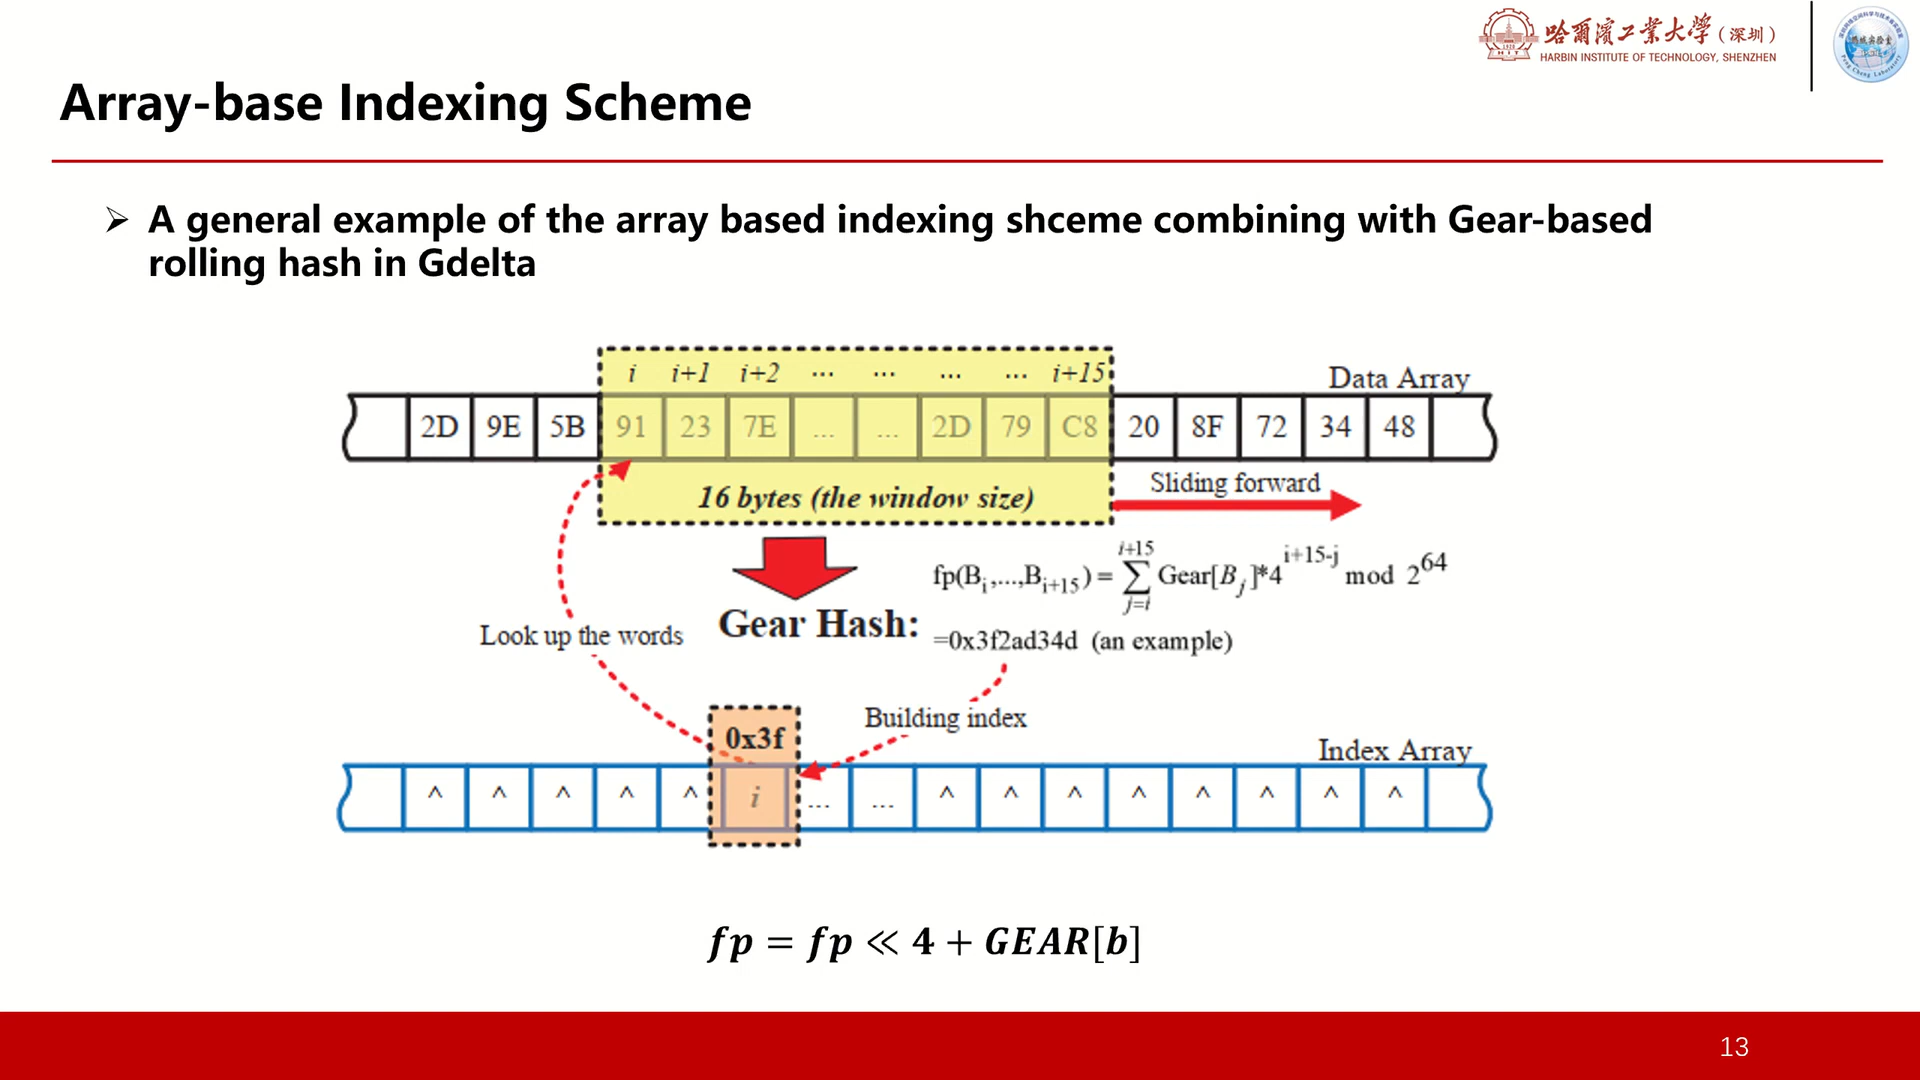 哈爾濱工業大學(深圳)
HARBIN INSTITUTE OF TECHNOLOGY, SHENZHEN
Array-base Indexing Scheme
➢ A general example of the array based indexing shceme combining with Gear-based
rolling hash in Gdelta
i i+1 i+2 ... ... ... ... i+15
Data Array
2D 9E 5B 91 23 7E ... ... 2D 79 C8 20 8F 72 34 48
16 bytes (the window size)
Sliding forward
fp(Bi,...,Bi+15) = ∑ j=i i+15 Gear[Bj]*4^i+15-j mod 2^64
Gear Hash:
=0x3f2ad34d (an example)
Look up the words
Building index
0x3f
Index Array
^ ^ ^ ^ ^ i ... ... ^ ^ ^ ^ ^ ^ ^ ^
fp = fp ≪ 4 + GEAR[b]
13